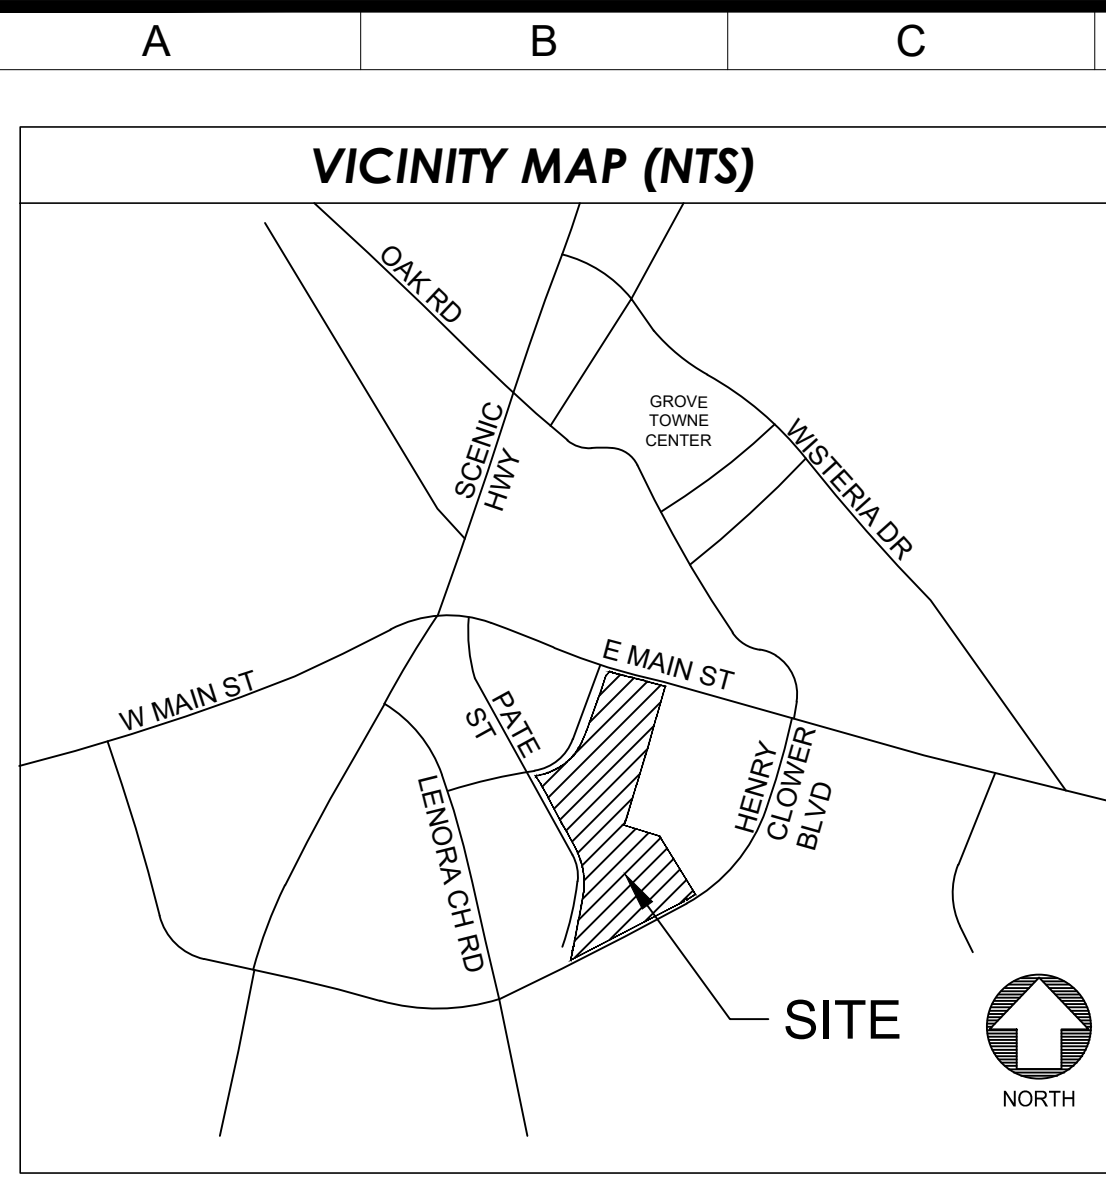 A
B
C
VICINITY MAP (NTS)
OAK RD
SCENIC
HWY
GROVE
TOWNE
CENTER
WISTERIA DR
E MAIN ST
W MAIN ST
PATE
ST
HENRY
CLOWER
BLVD
LENORA CH RD
SITE
NORTH